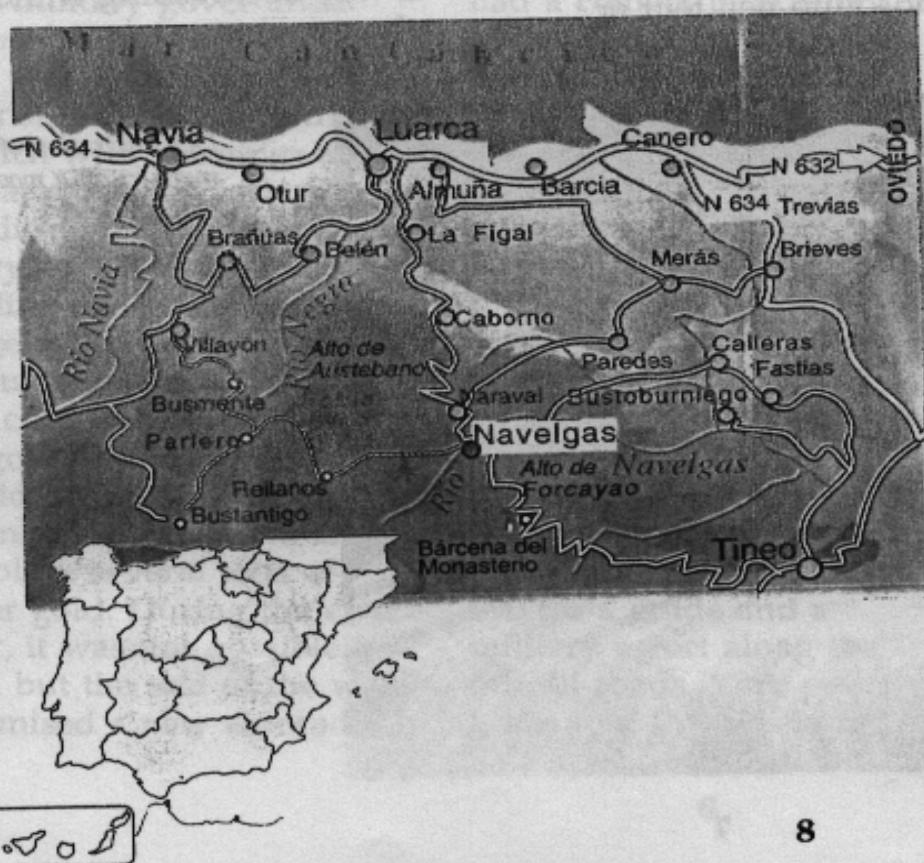 Mar Cantábrico
Navia
Luarca
Canero
N 634
N 632
OVIEDO
Otur
Almuña
Barcia
N 634
Trevias
Brañuas
Belén
La Figal
Merás
Brieves
Río Navia
Río Negro
Caborno
Villayón
Alto de
Aüstebano
Paredes
Calleras
Fastias
Busmente
Naraval
Bustoburniego
Parlero
Navelgas
Rellanos
Río
Alto de
Forcayao
Navelgas
Bustantigo
Bárcena del
Monasterio
Tineo
8